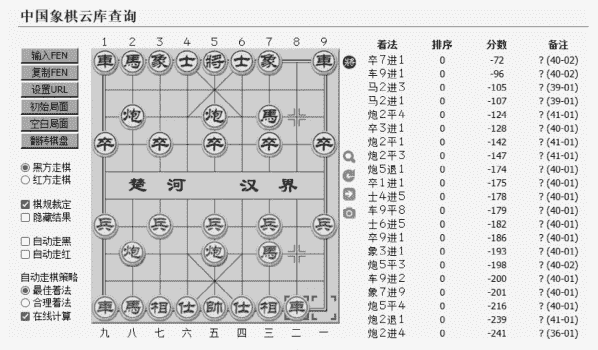 中国象棋云库查询
输入FEN
复制FEN
设置URL
初始局面
空白局面
翻转棋盘
黑方走棋
红方走棋
棋规裁定
隐藏结果
自动走黑
自动走红
自动走棋策略
最佳着法
合理着法
在线计算
1 2 3 4 5 6 7 8 9
車 馬 象 士 將 士 象 車
炮 炮 馬
卒 卒 卒 卒 卒
楚 河 汉 界
兵 兵 兵 兵 兵
炮 炮 馬
車 馬 相 仕 帥 仕 相 車
九 八 七 六 五 四 三 二 一
將
着法 排序 分数 备注
卒7进1 0 -72 ? (40-02)
车9进1 0 -96 ? (40-02)
马2进3 0 -105 ? (39-01)
马2进1 0 -107 ? (39-01)
炮2平4 0 -124 ? (41-01)
卒3进1 0 -128 ? (40-01)
炮2平1 0 -142 ? (41-01)
炮2平3 0 -147 ? (41-01)
炮5退1 0 -174 ? (40-01)
卒1进1 0 -175 ? (40-01)
士4进5 0 -178 ? (40-01)
车9平8 0 -179 ? (40-01)
士6进5 0 -182 ? (40-01)
卒9进1 0 -186 ? (40-01)
象3进1 0 -193 ? (40-01)
炮5平3 0 -198 ? (40-02)
车9进2 0 -200 ? (40-01)
象7进9 0 -201 ? (40-01)
炮5平4 0 -216 ? (40-01)
炮2退1 0 -239 ? (41-01)
炮2进4 0 -241 ? (36-01)